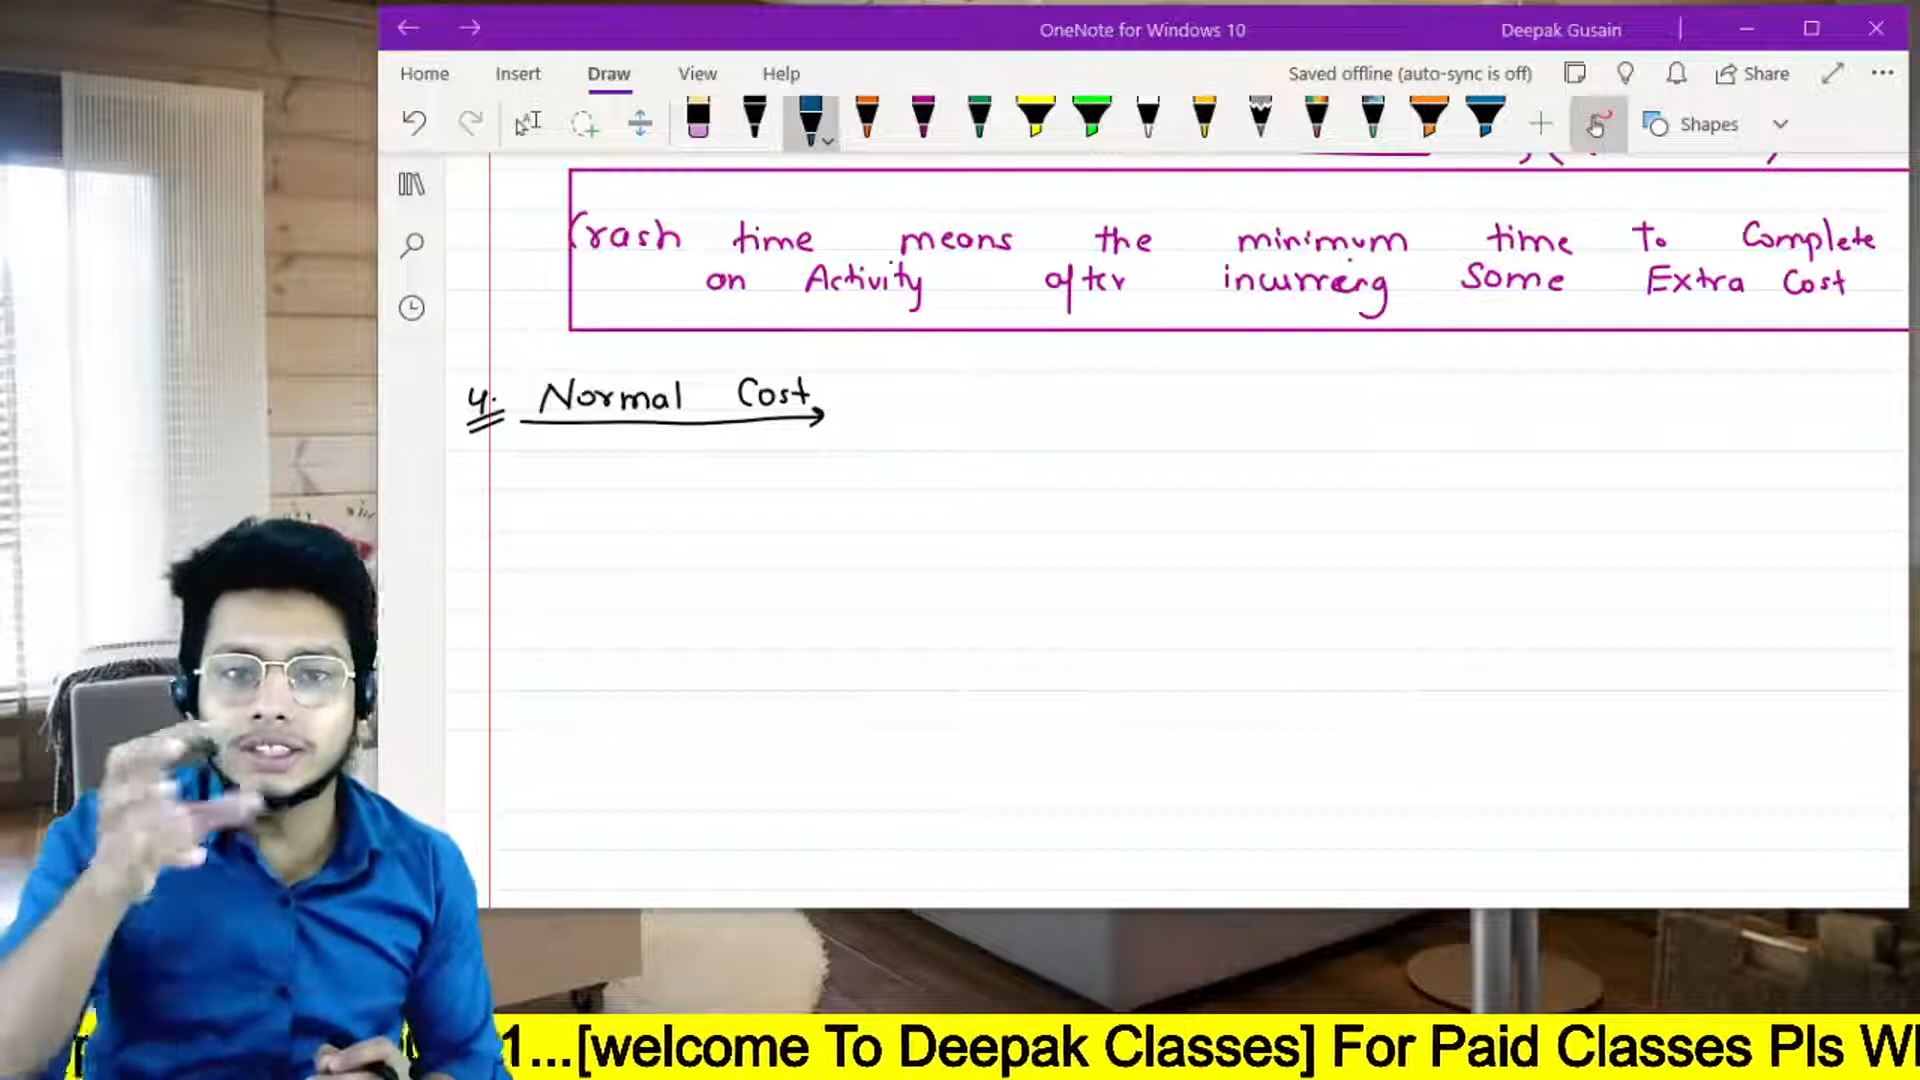 OneNote for Windows 10
Deepak Gusain
Home Insert Draw View Help
Saved offline (auto-sync is off) Share
Shapes
Crash time means the minimum time To Complete
an Activity after incurring Some Extra Cost
4. Normal Cost
1...[welcome To Deepak Classes] For Paid Classes Pls